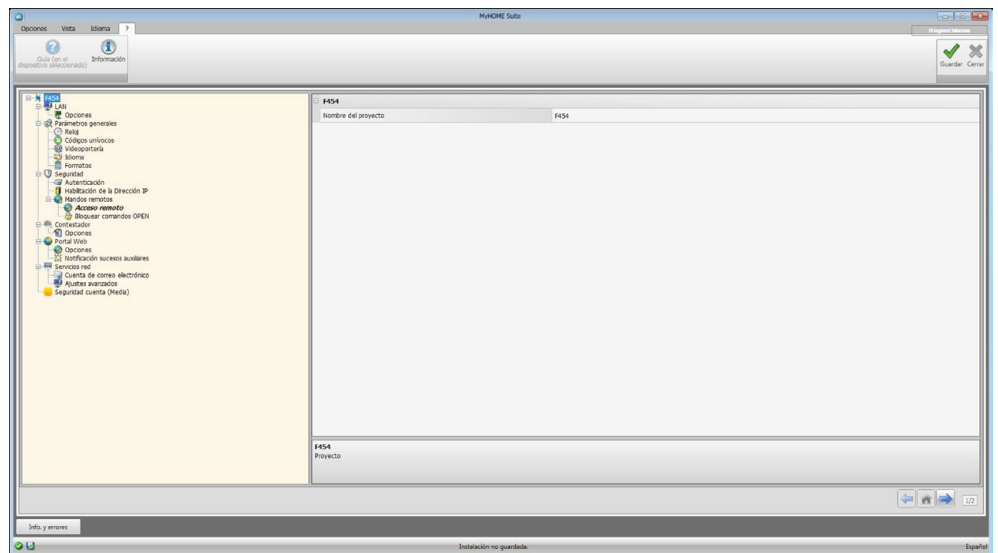 MyHOME Suite
Opciones Vista Idioma ?
Guía (en el
dispositivo seleccionado)
Información
Guardar Cerrar
F454
LAN
Opciones
Parámetros generales
Reloj
Códigos unívocos
Videoportería
Idioma
Formatos
Seguridad
Autenticación
Habilitación de la Dirección IP
Mandos remotos
Acceso remoto
Bloquear comandos OPEN
Contestador
Opciones
Portal Web
Opciones
Notificación sucesos auxiliares
Servicios red
Cuenta de correo electrónico
Ajustes avanzados
Seguridad cuenta (Media)
F454
Nombre del proyecto F454
F454
Proyecto
1/2
Info. y errores
Instalación no guardada.
Español